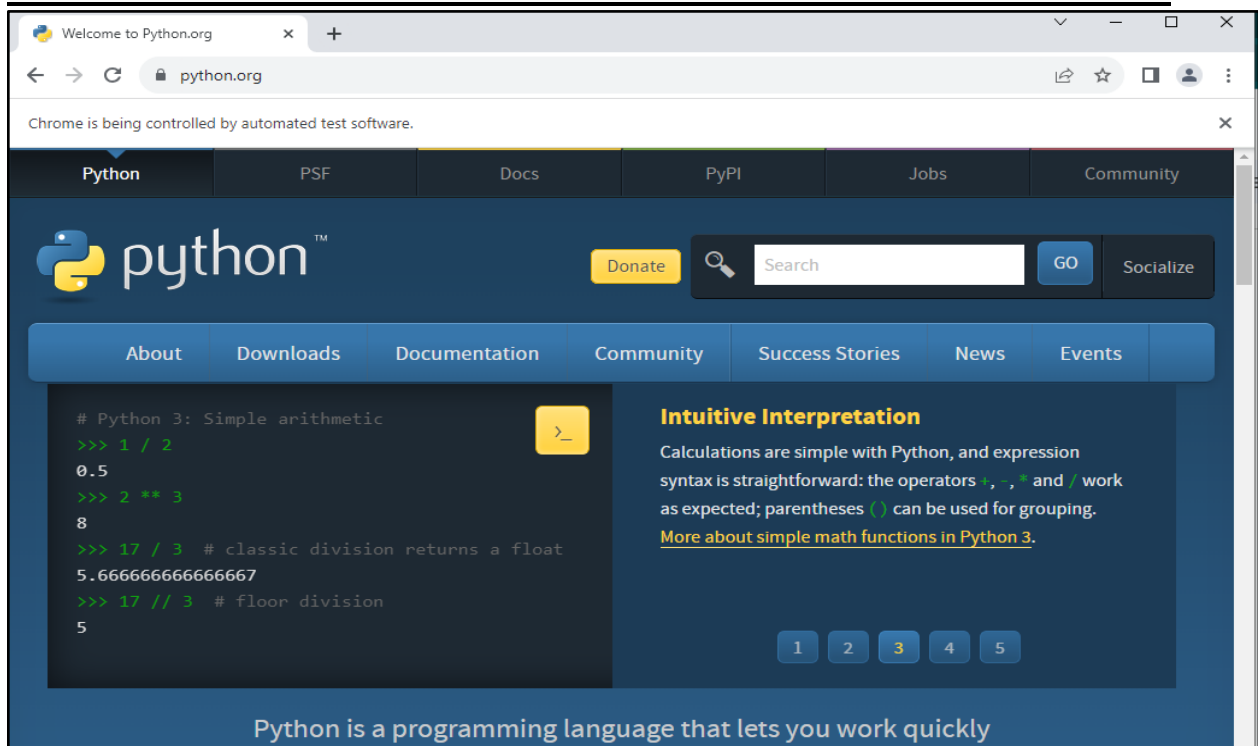 Welcome to Python.org
python.org
Chrome is being controlled by automated test software.
Python PSF Docs PyPI Jobs Community
python™
Donate Search GO Socialize
About Downloads Documentation Community Success Stories News Events
# Python 3: Simple arithmetic
>>> 1 / 2
0.5
>>> 2 ** 3
8
>>> 17 / 3  # classic division returns a float
5.666666666666667
>>> 17 // 3  # floor division
5
>_
Intuitive Interpretation
Calculations are simple with Python, and expression
syntax is straightforward: the operators +, -, * and / work
as expected; parentheses () can be used for grouping.
More about simple math functions in Python 3.
1 2 3 4 5
Python is a programming language that lets you work quickly